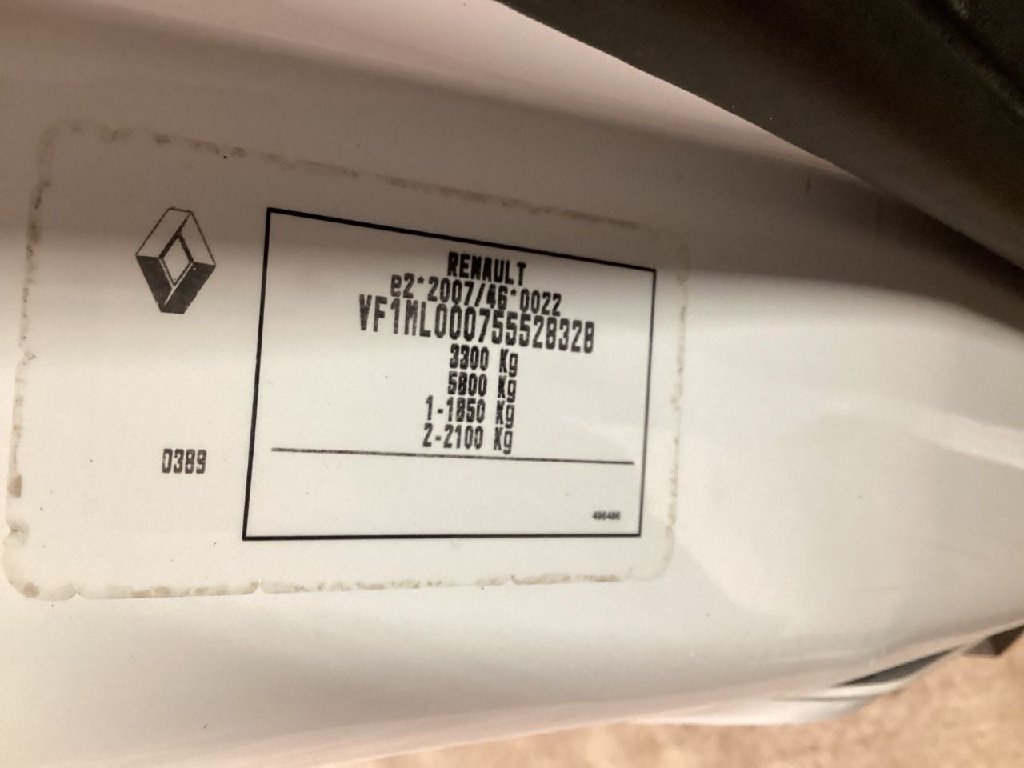 RENAULT
e2*2007/46*0022
VF1ML000755528328
3300 Kg
5800 Kg
1-1850 Kg
2-2100 Kg
0389